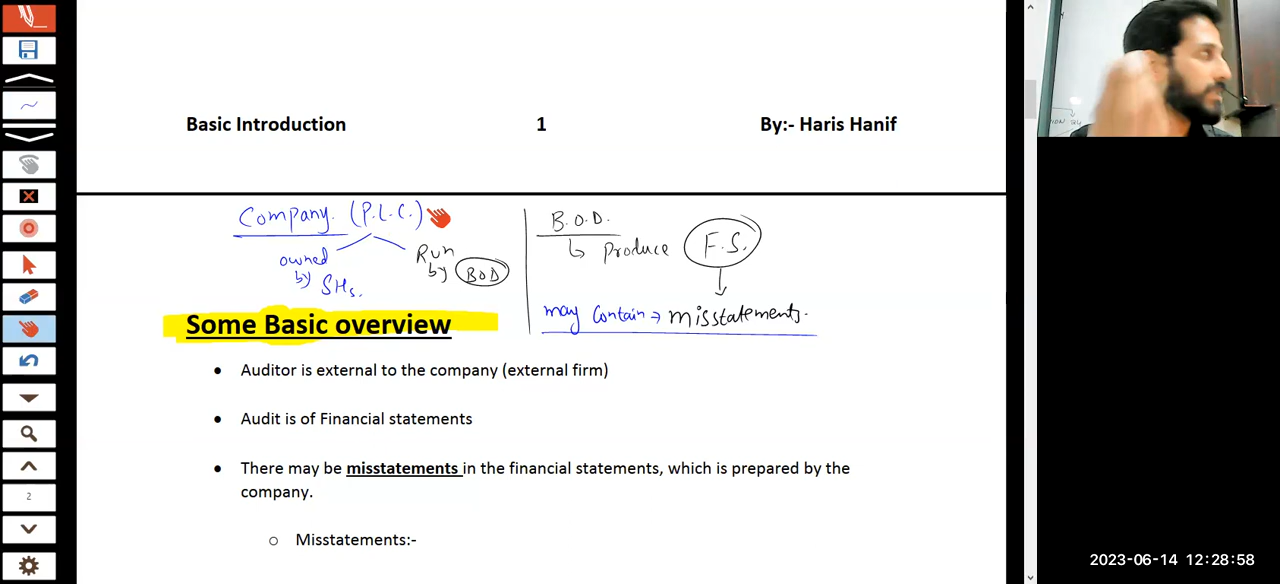 Basic Introduction 1 By:- Haris Hanif
Company. (P.L.C.)
owned by SHs.
Run by BOD
B.O.D.
↳ Produce F.S.
may contain → misstatements.
Some Basic overview
• Auditor is external to the company (external firm)
• Audit is of Financial statements
• There may be misstatements in the financial statements, which is prepared by the
company.
o Misstatements:-
2
2023-06-14 12:28:58